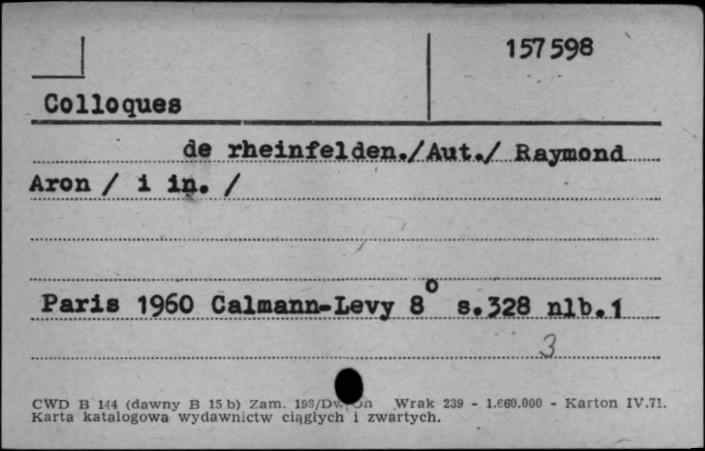 157598
Colloques
de rheinfelden./Aut./ Raymond
Aron / i in. /
Paris 1960 Calmann-Levy 8° s.328 nlb.1
3
CWD B 144 (dawny B 15 b) Zam. Wrak 239 - 1.660.000 - Karton IV.71.
Karta katalogowa wydawnictw ciągłych i zwartych.